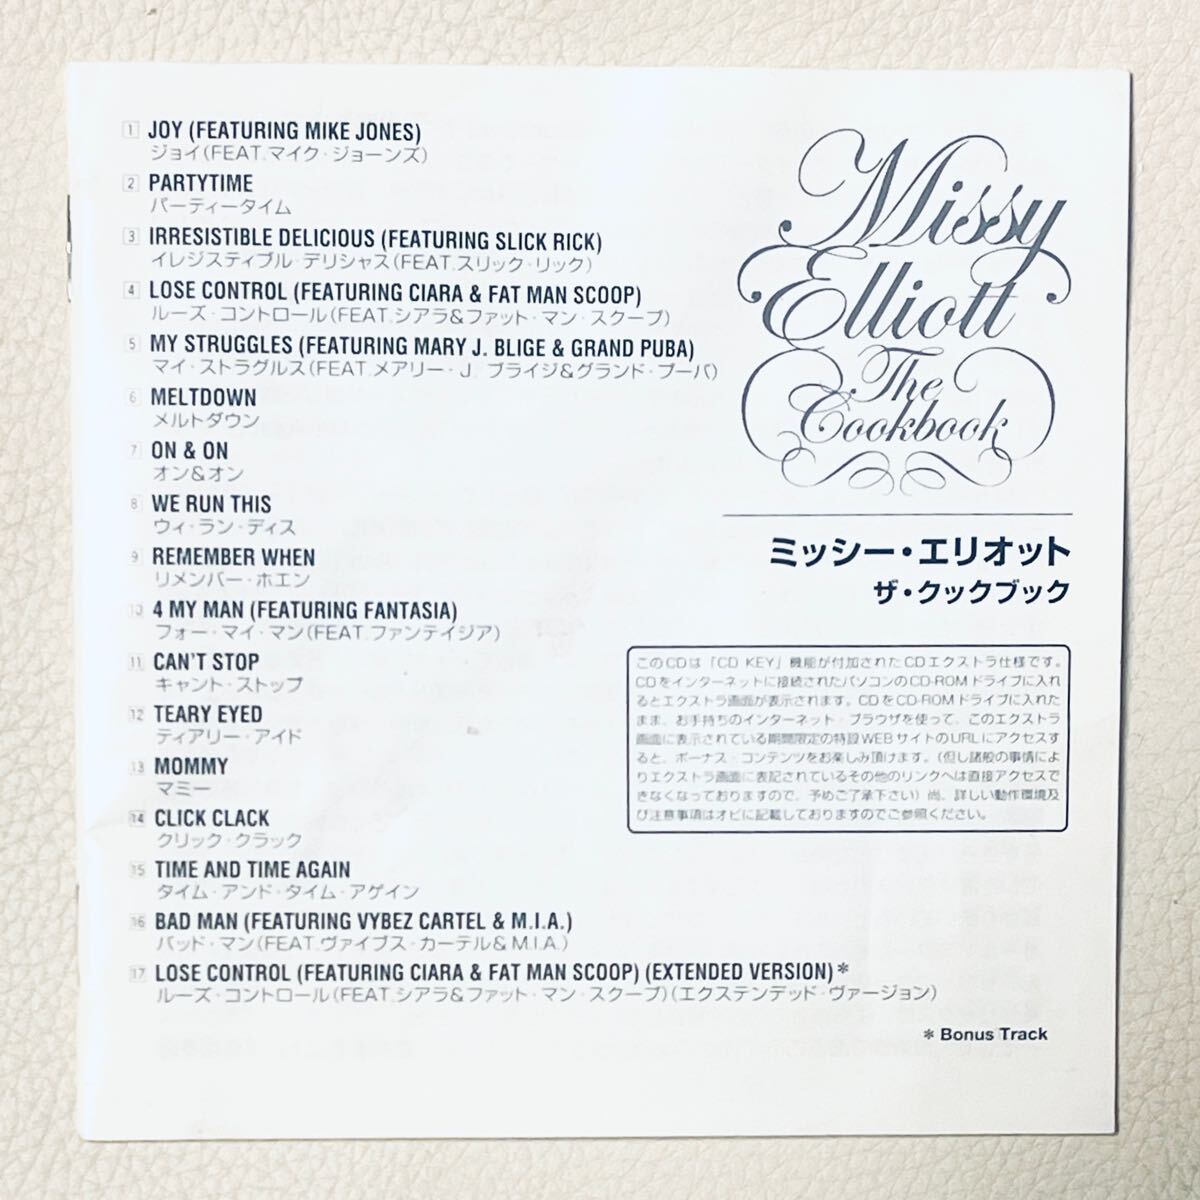 1 JOY (FEATURING MIKE JONES)
ジョイ(FEAT.マイク・ジョーンズ)
2 PARTYTIME
パーティータイム
3 IRRESISTIBLE DELICIOUS (FEATURING SLICK RICK)
イレジスティブル・デリシャス(FEAT.スリック・リック)
4 LOSE CONTROL (FEATURING CIARA & FAT MAN SCOOP)
ルーズ・コントロール(FEAT.シアラ&ファット・マン・スクープ)
5 MY STRUGGLES (FEATURING MARY J. BLIGE & GRAND PUBA)
マイ・ストラグルス(FEAT.メアリー・J.ブライジ&グランド・プーバ)
6 MELTDOWN
メルトダウン
7 ON & ON
オン&オン
8 WE RUN THIS
ウィ・ラン・ディス
9 REMEMBER WHEN
リメンバー・ホエン
10 4 MY MAN (FEATURING FANTASIA)
フォー・マイ・マン(FEAT.ファンテイジア)
11 CAN'T STOP
キャント・ストップ
12 TEARY EYED
ティアリー・アイド
13 MOMMY
マミー
14 CLICK CLACK
クリック・クラック
15 TIME AND TIME AGAIN
タイム・アンド・タイム・アゲイン
16 BAD MAN (FEATURING VYBEZ CARTEL & M.I.A.)
バッド・マン(FEAT.ヴァイブス・カーテル& M.I.A.)
17 LOSE CONTROL (FEATURING CIARA & FAT MAN SCOOP) (EXTENDED VERSION)*
ルーズ・コントロール(FEAT.シアラ&ファット・マン・スクープ)(エクステンデッド・ヴァージョン)
* Bonus Track
Missy
Elliott
The
Cookbook
ミッシー・エリオット
ザ・クックブック
このCDは「CD KEY」機能が付加されたCDエクストラ仕様です。
CDをインターネットに接続されたパソコンのCD-ROMドライブに入れ
るとエクストラ画面が表示されます。CDをCD-ROMドライブに入れた
まま、お手持ちのインターネット・ブラウザを使って、このエクストラ
画面に表示されている期間限定の特設WEBサイトのURLにアクセスす
ると、ボーナス・コンテンツをお楽しみ頂けます。(但し諸般の事情によ
りエクストラ画面に表記されているその他のリンクへは直接アクセスで
きなくなっておりますので、予めご了承下さい)尚、詳しい動作環境及
び注意事項はオビに記載しておりますのでご参照ください。